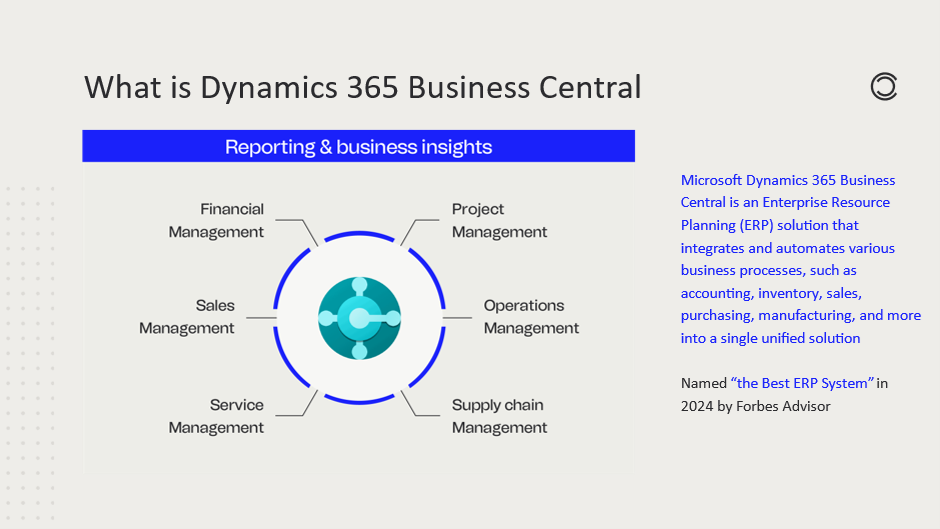 What is Dynamics 365 Business Central
Reporting & business insights
Financial
Management
Project
Management
Sales
Management
Operations
Management
Service
Management
Supply chain
Management
Microsoft Dynamics 365 Business
Central is an Enterprise Resource
Planning (ERP) solution that
integrates and automates various
business processes, such as
accounting, inventory, sales,
purchasing, manufacturing, and more
into a single unified solution
Named “the Best ERP System” in
2024 by Forbes Advisor